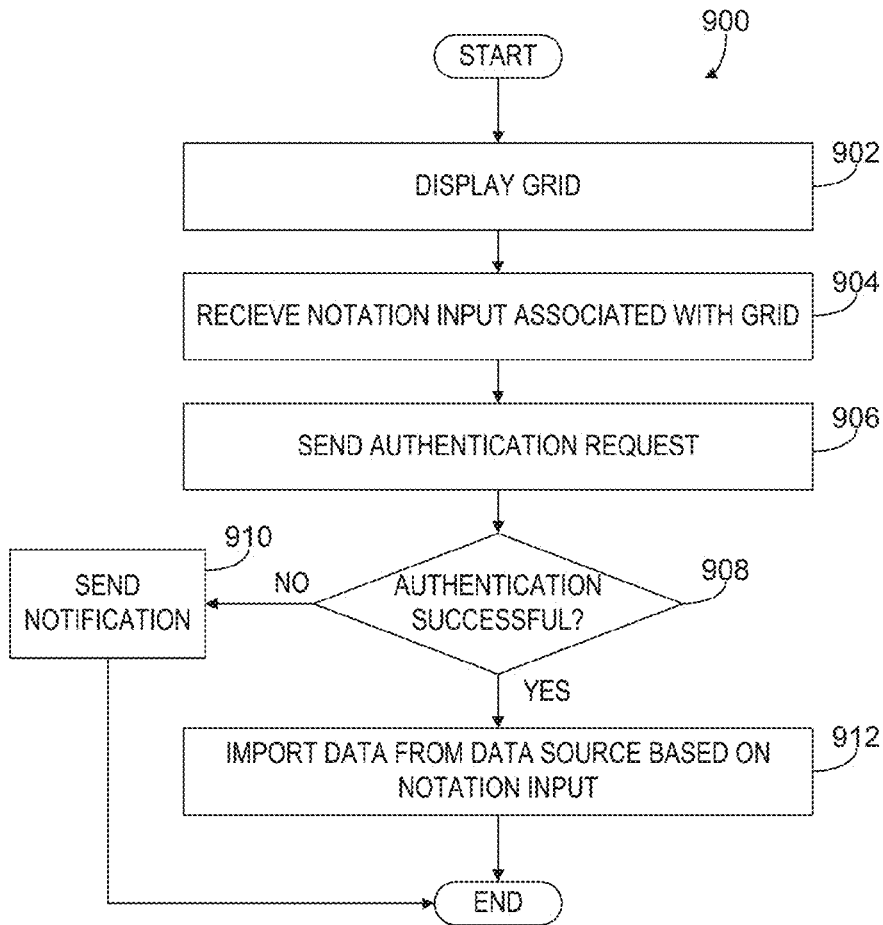 900
START
902
DISPLAY GRID
904
RECIEVE NOTATION INPUT ASSOCIATED WITH GRID
906
SEND AUTHENTICATION REQUEST
910
SEND
NOTIFICATION
NO
AUTHENTICATION
SUCCESSFUL?
908
YES
912
IMPORT DATA FROM DATA SOURCE BASED ON
NOTATION INPUT
END